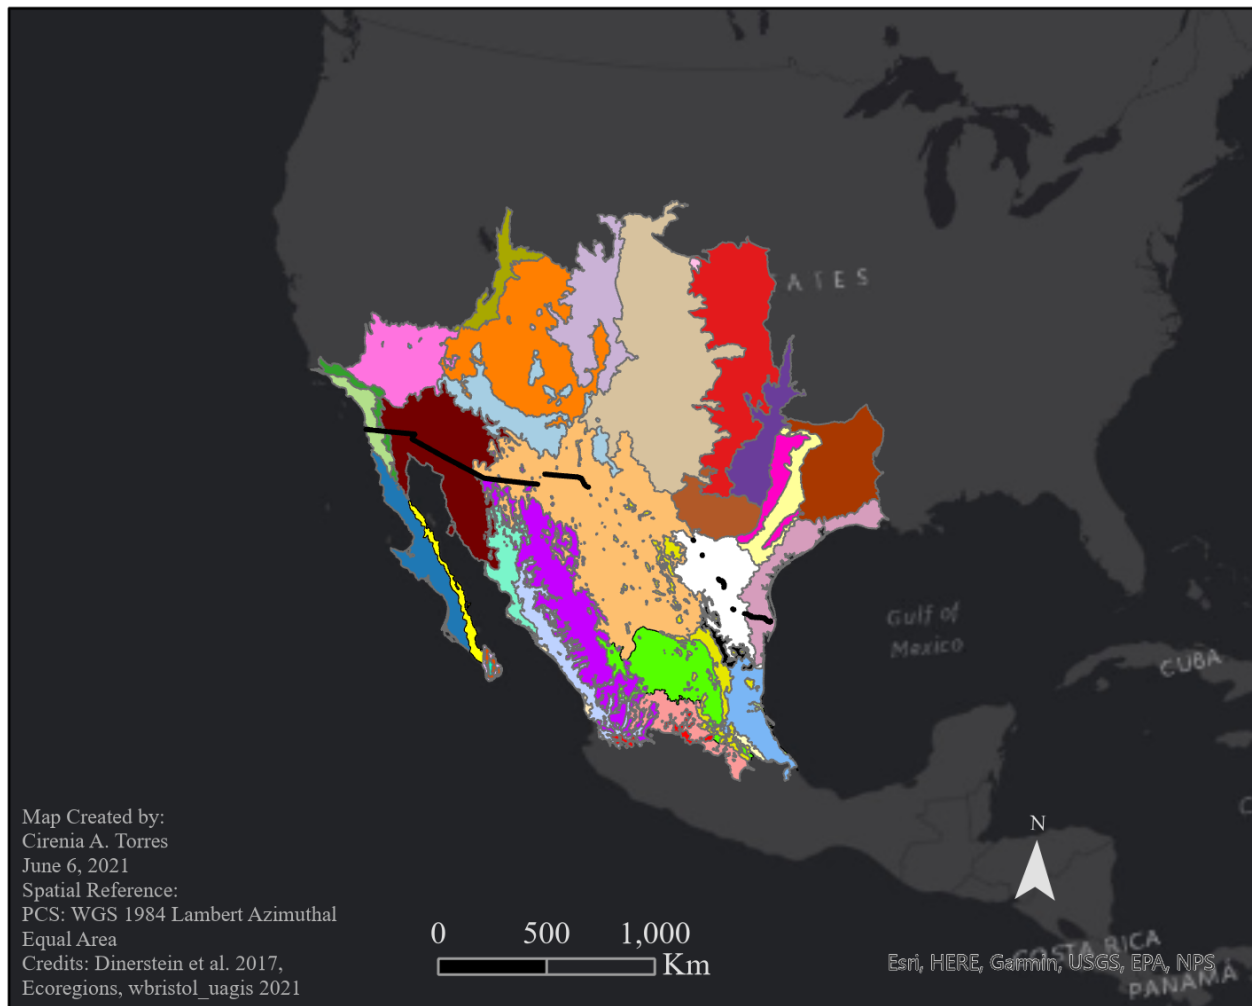 ATES
Gulf of
Mexico
CUBA
Map Created by:
Cirenia A. Torres
June 6, 2021
Spatial Reference:
PCS: WGS 1984 Lambert Azimuthal
Equal Area
Credits: Dinerstein et al. 2017,
Ecoregions, wbristol_uagis 2021
N
0 500 1,000
Km
COSTA RICA
Esri, HERE, Garmin, USGS, EPA, NPS
PANAMÁ